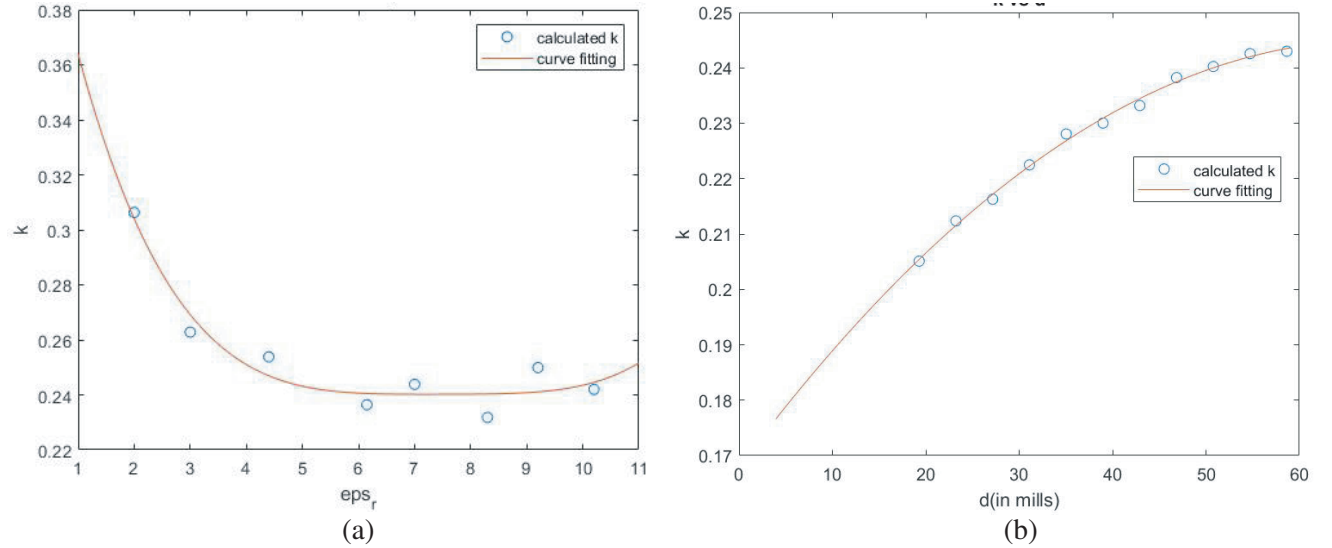 0.38
0.36
0.34
0.32
0.3
0.28
0.26
0.24
0.22
k
calculated k
curve fitting
1 2 3 4 5 6 7 8 9 10 11
eps_r
(a)
0.25
0.24
0.23
0.22
0.21
0.2
0.19
0.18
0.17
k
calculated k
curve fitting
0 10 20 30 40 50 60
d(in mills)
(b)